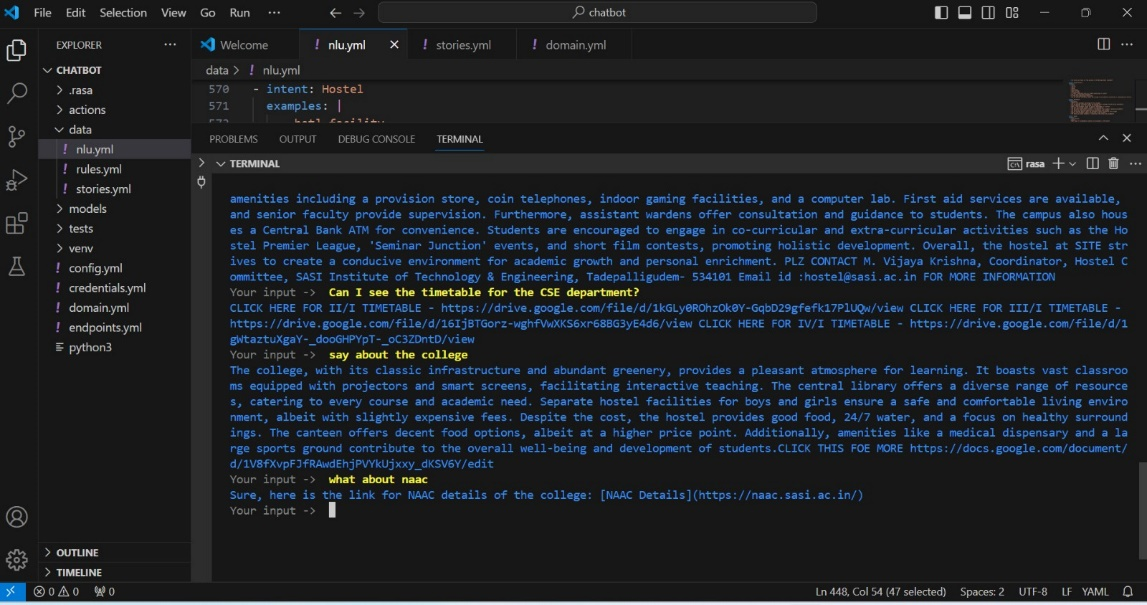 File Edit Selection View Go Run ··· ← → chatbot
EXPLORER ···
CHATBOT
> .rasa
> actions
data
! nlu.yml
! rules.yml
! stories.yml
> models
> tests
> venv
! config.yml
! credentials.yml
! domain.yml
! endpoints.yml
python3
OUTLINE
TIMELINE
Welcome ! nlu.yml × ! stories.yml ! domain.yml
data > ! nlu.yml
570 - intent: Hostel
571 examples: |
PROBLEMS OUTPUT DEBUG CONSOLE TERMINAL
TERMINAL rasa
amenities including a provision store, coin telephones, indoor gaming facilities, and a computer lab. First aid services are available,
and senior faculty provide supervision. Furthermore, assistant wardens offer consultation and guidance to students. The campus also hous
es a Central Bank ATM for convenience. Students are encouraged to engage in co-curricular and extra-curricular activities such as the Ho
stel Premier League, 'Seminar Junction' events, and short film contests, promoting holistic development. Overall, the hostel at SITE str
ives to create a conducive environment for academic growth and personal enrichment. PLZ CONTACT M. Vijaya Krishna, Coordinator, Hostel C
ommittee, SASI Institute of Technology & Engineering, Tadepalligudem- 534101 Email id :hostel@sasi.ac.in FOR MORE INFORMATION
Your input -> Can I see the timetable for the CSE department?
CLICK HERE FOR II/I TIMETABLE - https://drive.google.com/file/d/1kGLy0ROhzOk0Y-GqbD29gfefk17PlUQw/view CLICK HERE FOR III/I TIMETABLE -
https://drive.google.com/file/d/16IjBTGorz-wghfVwXKS6xr68BG3yE4d6/view CLICK HERE FOR IV/I TIMETABLE - https://drive.google.com/file/d/1
gWtaztuXgaY-_dooGHPYpT-_oC3ZDntD/view
Your input -> say about the college
The college, with its classic infrastructure and abundant greenery, provides a pleasant atmosphere for learning. It boasts vast classroo
ms equipped with projectors and smart screens, facilitating interactive teaching. The central library offers a diverse range of resource
s, catering to every course and academic need. Separate hostel facilities for boys and girls ensure a safe and comfortable living enviro
nment, albeit with slightly expensive fees. Despite the cost, the hostel provides good food, 24/7 water, and a focus on healthy surround
ings. The canteen offers decent food options, albeit at a higher price point. Additionally, amenities like a medical dispensary and a la
rge sports ground contribute to the overall well-being and development of students.CLICK THIS FOE MORE https://docs.google.com/document/
d/1V8fXvpFJfRAwdEhjPVYkUjxxy_dKSV6Y/edit
Your input -> what about naac
Sure, here is the link for NAAC details of the college: [NAAC Details](https://naac.sasi.ac.in/)
Your input ->
0 0 0 Ln 448, Col 54 (47 selected) Spaces: 2 UTF-8 LF YAML